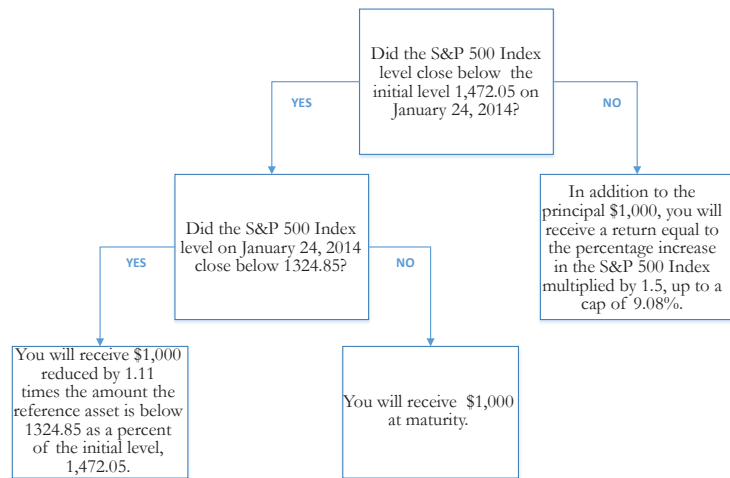 Did the S&P 500 Index
level close below the
initial level 1,472.05 on
January 24, 2014?
YES
NO
Did the S&P 500 Index
level on January 24, 2014
close below 1324.85?
In addition to the
principal $1,000, you will
receive a return equal to
the percentage increase
in the S&P 500 Index
multiplied by 1.5, up to a
cap of 9.08%.
YES
NO
You will receive $1,000
reduced by 1.11
times the amount the
reference asset is below
1324.85 as a percent
of the initial level,
1,472.05.
You will receive $1,000
at maturity.